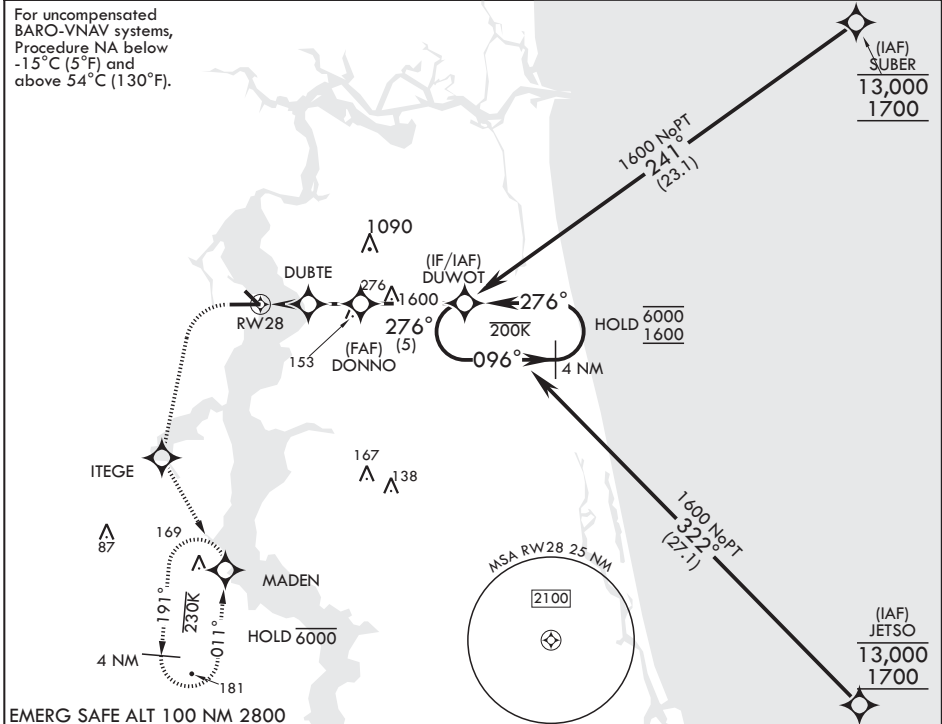 For uncompensated
BARO-VNAV systems,
Procedure NA below
-15°C (5°F) and
above 54°C (130°F).
(IAF)
SUBER
13,000
1700
1600 NoPT
241°
(23.1)
1090
(IF/IAF)
DUWOT
DUBTE
276
1600
276°
RW28
276°
(5)
200K
HOLD 6000
1600
153
(FAF)
DONNO
096°
4 NM
ITEGE
167
138
1600 NoPT
322°
(27.1)
87
169
MSA RW28 25 NM
2100
MADEN
191°
230K
011°
HOLD 6000
4 NM
181
(IAF)
JETSO
13,000
1700
EMERG SAFE ALT 100 NM 2800